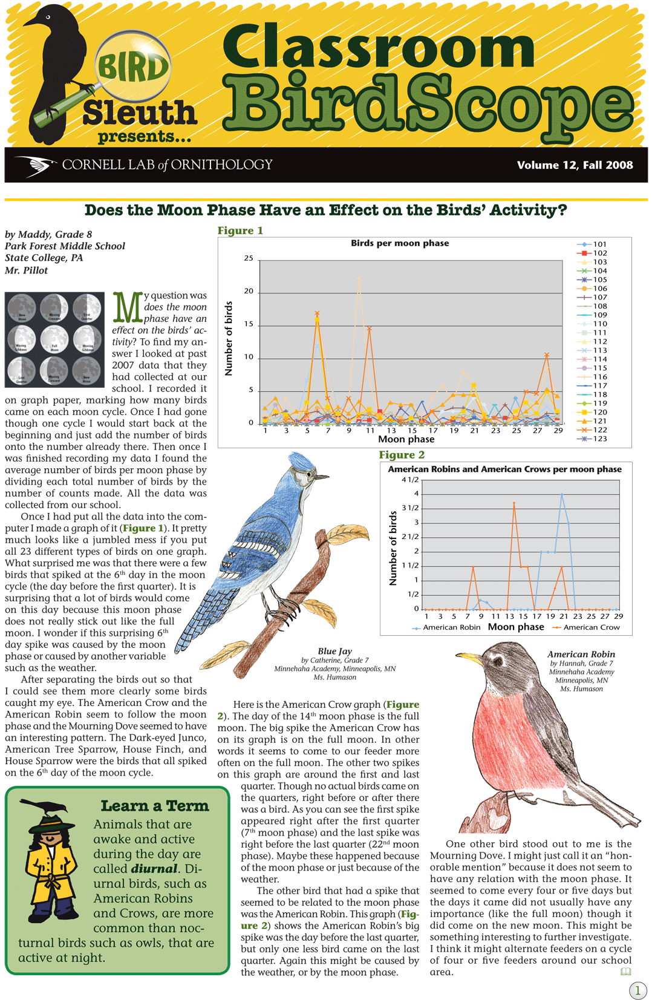 BIRD
Sleuth
presents...
Classroom
BirdScope
CORNELL LAB of ORNITHOLOGY
Volume 12, Fall 2008
Does the Moon Phase Have an Effect on the Birds’ Activity?
by Maddy, Grade 8
Park Forest Middle School
State College, PA
Mr. Pillot
New
Moon
Waxing
Crescent
First
Quarter
Waxing
Gibbous
Full
Moon
Waning
Gibbous
Last
Quarter
Waning
Crescent
New
Moon
My question was
does the moon
phase have an
effect on the birds’ ac-
tivity? To find my an-
swer I looked at past
2007 data that they
had collected at our
school. I recorded it
on graph paper, marking how many birds
came on each moon cycle. Once I had gone
though one cycle I would start back at the
beginning and just add the number of birds
onto the number already there. Then once I
was finished recording my data I found the
average number of birds per moon phase by
dividing each total number of birds by the
number of counts made. All the data was
collected from our school.
Once I had put all the data into the com-
puter I made a graph of it (Figure 1). It pretty
much looks like a jumbled mess if you put
all 23 different types of birds on one graph.
What surprised me was that there were a few
birds that spiked at the 6th day in the moon
cycle (the day before the first quarter). It is
surprising that a lot of birds would come
on this day because this moon phase
does not really stick out like the full
moon. I wonder if this surprising 6th
day spike was caused by the moon
phase or caused by another variable
such as the weather.
After separating the birds out so that
I could see them more clearly some birds
caught my eye. The American Crow and the
American Robin seem to follow the moon
phase and the Mourning Dove seemed to have
an interesting pattern. The Dark-eyed Junco,
American Tree Sparrow, House Finch, and
House Sparrow were the birds that all spiked
on the 6th day of the moon cycle.
Learn a Term
Animals that are
awake and active
during the day are
called diurnal. Di-
urnal birds, such as
American Robins
and Crows, are more
common than noc-
turnal birds such as owls, that are
active at night.
Figure 1
Birds per moon phase
Number of birds
25
20
15
10
5
0
1 3 5 7 9 11 13 15 17 19 21 23 25 27 29
Moon phase
101
102
103
104
105
106
107
108
109
110
111
112
113
114
115
116
117
118
119
120
121
122
123
Figure 2
American Robins and American Crows per moon phase
Number of birds
4 1/2
4
3 1/2
3
2 1/2
2
1 1/2
1
1/2
0
1 3 5 7 9 11 13 15 17 19 21 23 25 27 29
American Robin Moon phase American Crow
Blue Jay
by Catherine, Grade 7
Minnehaha Academy, Minneapolis, MN
Ms. Humason
American Robin
by Hannah, Grade 7
Minnehaha Academy
Minneapolis, MN
Ms. Humason
Here is the American Crow graph (Figure
2). The day of the 14th moon phase is the full
moon. The big spike the American Crow has
on its graph is on the full moon. In other
words it seems to come to our feeder more
often on the full moon. The other two spikes
on this graph are around the first and last
quarter. Though no actual birds came on
the quarters, right before or after there
was a bird. As you can see the first spike
appeared right after the first quarter
(7th moon phase) and the last spike was
right before the last quarter (22nd moon
phase). Maybe these happened because
of the moon phase or just because of the
weather.
The other bird that had a spike that
seemed to be related to the moon phase
was the American Robin. This graph (Fig-
ure 2) shows the American Robin’s big
spike was the day before the last quarter,
but only one less bird came on the last
quarter. Again this might be caused by
the weather, or by the moon phase.
One other bird stood out to me is the
Mourning Dove. I might just call it an “hon-
orable mention” because it does not seem to
have any relation with the moon phase. It
seemed to come every four or five days but
the days it came did not usually have any
importance (like the full moon) though it
did come on the new moon. This might be
something interesting to further investigate.
I think it might alternate feeders on a cycle
of four or five feeders around our school
area.
1